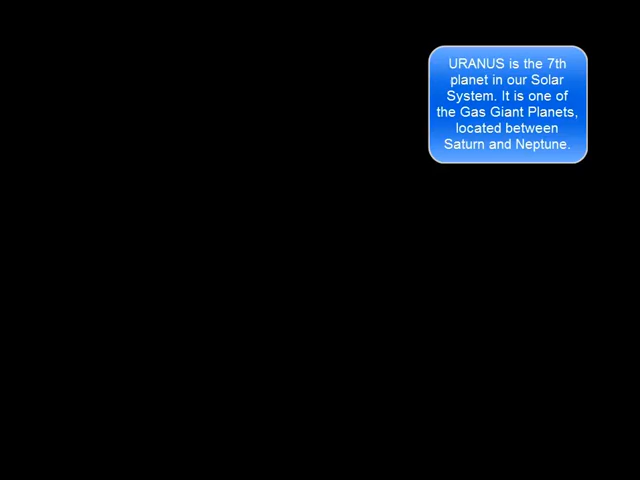 URANUS is the 7th
planet in our Solar
System. It is one of
the Gas Giant Planets,
located between
Saturn and Neptune.